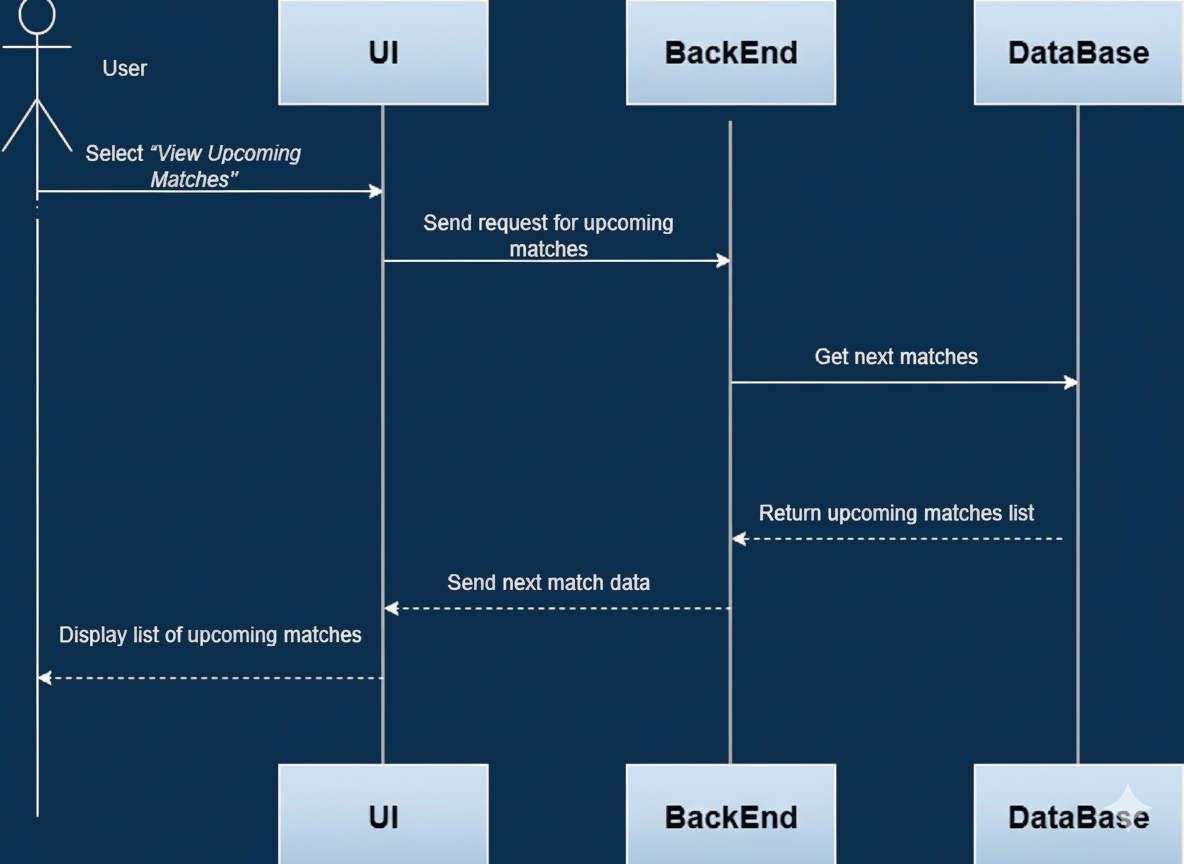 UI
BackEnd
DataBase
User
Select “View Upcoming
Matches"
Send request for upcoming
matches
Get next matches
Return upcoming matches list
Send next match data
Display list of upcoming matches
UI
BackEnd
DataBase